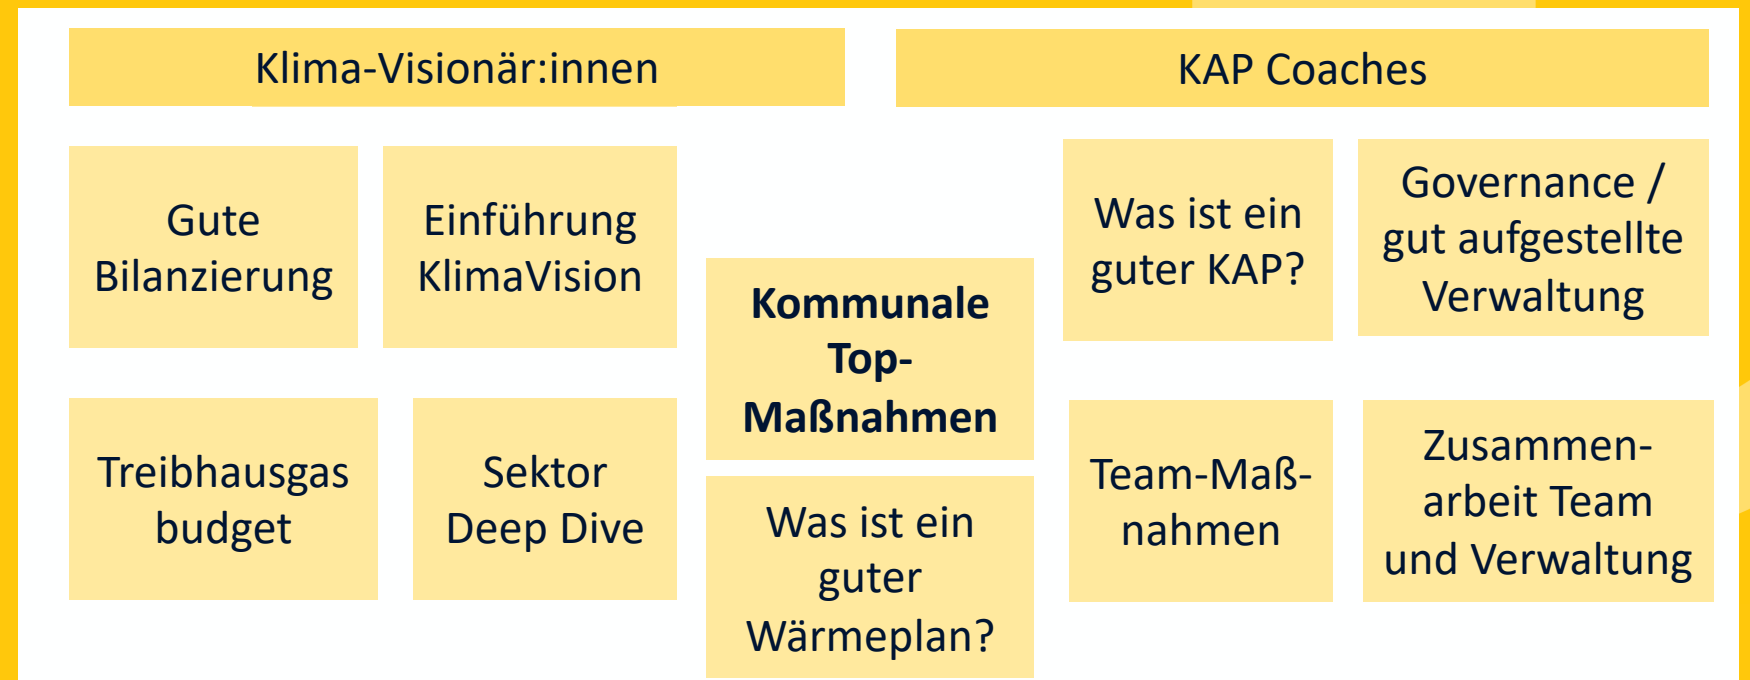 Klima-Visionär:innen
KAP Coaches
Gute
Bilanzierung
Einführung
KlimaVision
Treibhausgas
budget
Sektor
Deep Dive
Kommunale
Top-
Maßnahmen
Was ist ein
guter
Wärmeplan?
Was ist ein
guter KAP?
Governance /
gut aufgestellte
Verwaltung
Team-Maß-
nahmen
Zusammen-
arbeit Team
und Verwaltung